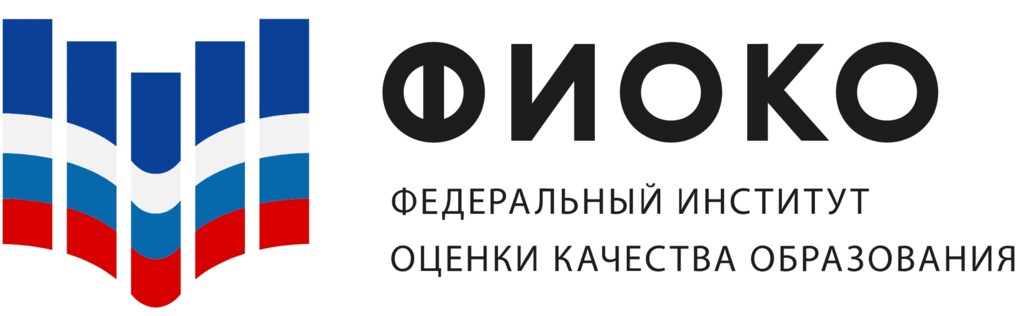 ФИОКО
ФЕДЕРАЛЬНЫЙ ИНСТИТУТ
ОЦЕНКИ КАЧЕСТВА ОБРАЗОВАНИЯ